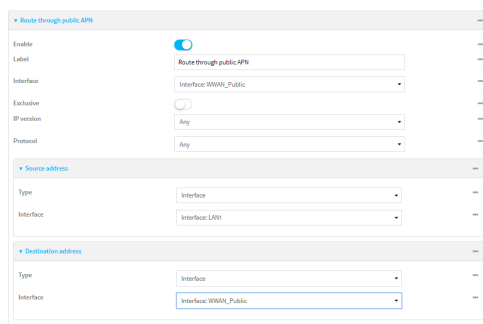 Route through public APN
Enable
Label Route through public APN
Interface Interface: WWAN_Public
Exclusive
IP version Any
Protocol Any
Source address
Type Interface
Interface Interface: LAN1
Destination address
Type Interface
Interface Interface: WWAN_Public